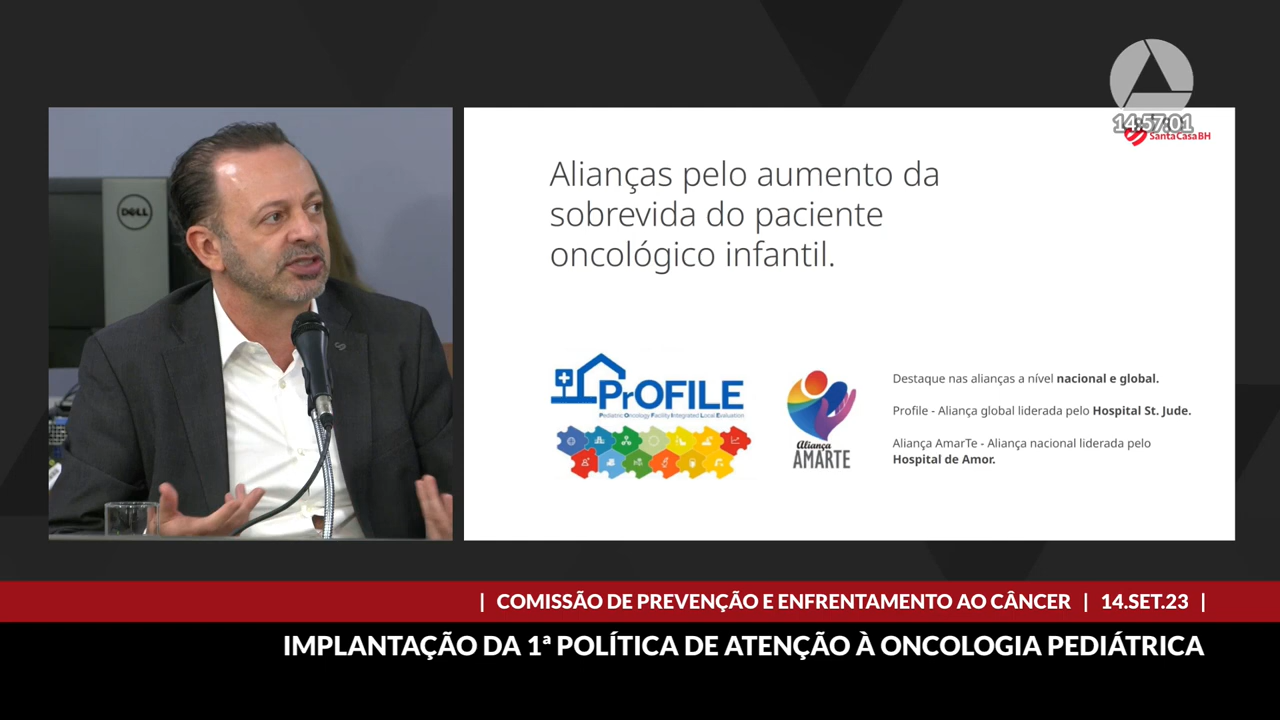 14:57:01
SantaCasaBH
DELL
Alianças pelo aumento da
sobrevida do paciente
oncológico infantil.
PrOFILE
Pediatric Oncology Facility Integrated Local Evaluation
Aliança
AMARTE
Destaque nas alianças a nível nacional e global.
Profile - Aliança global liderada pelo Hospital St. Jude.
Aliança AmarTe - Aliança nacional liderada pelo
Hospital de Amor.
| COMISSÃO DE PREVENÇÃO E ENFRENTAMENTO AO CÂNCER | 14.SET.23 |
IMPLANTAÇÃO DA 1ª POLÍTICA DE ATENÇÃO À ONCOLOGIA PEDIÁTRICA